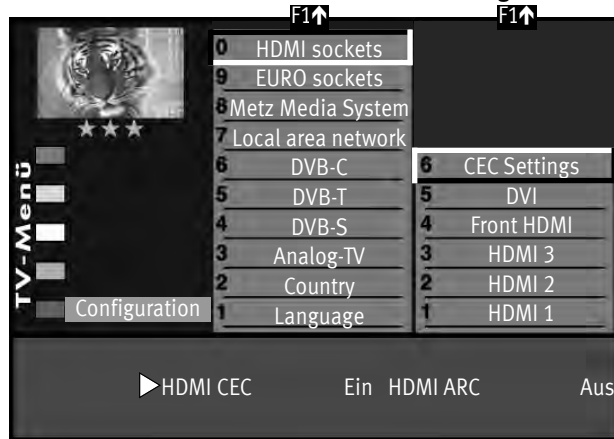 F1↑ F1↑
0 HDMI sockets
9 EURO sockets
8 Metz Media System
7 Local area network
6 DVB-C
5 DVB-T
4 DVB-S
3 Analog-TV
2 Country
1 Language
6 CEC Settings
5 DVI
4 Front HDMI
3 HDMI 3
2 HDMI 2
1 HDMI 1
TV-Menü
Configuration
▷HDMI CEC Ein HDMI ARC Aus